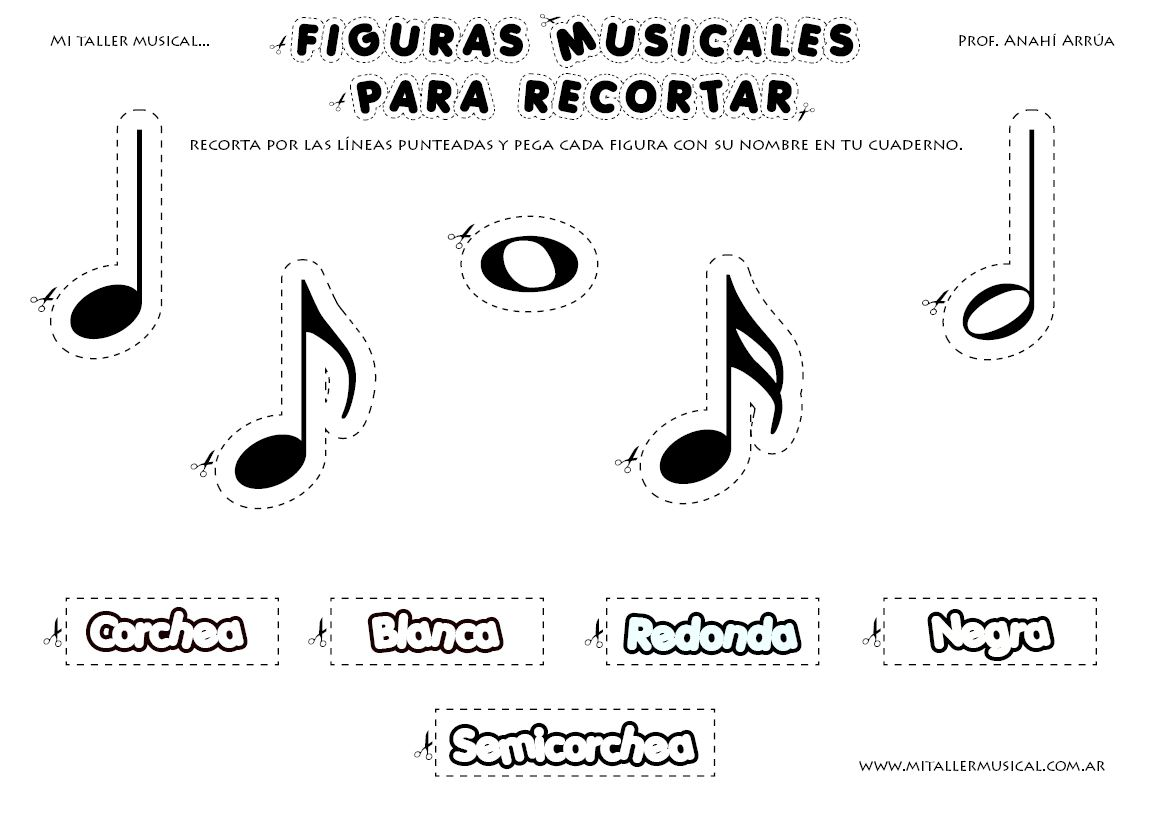 Mi taller musical...
FIGURAS MUSICALES
Prof. Anahí Arrúa
PARA RECORTAR
RECORTA POR LAS LÍNEAS PUNTEADAS Y PEGA CADA FIGURA CON SU NOMBRE EN TU CUADERNO.
Corchea
Blanca
Redonda
Negra
Semicorchea
WWW.MITALLERMUSICAL.COM.AR